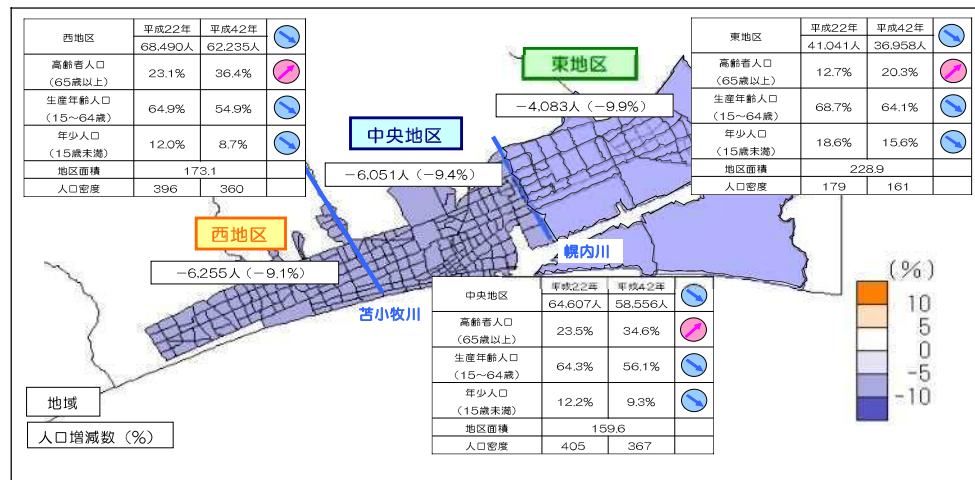 西地区 平成22年 平成42年
68.490人 62.235人
高齢者人口
(65歳以上) 23.1% 36.4%
生産年齢人口
(15~64歳) 64.9% 54.9%
年少人口
(15歳未満) 12.0% 8.7%
地区面積 173.1
人口密度 396 360
東地区 平成22年 平成42年
41,041人 36,958人
高齢者人口
(65歳以上) 12.7% 20.3%
生産年齢人口
(15~64歳) 68.7% 64.1%
年少人口
(15歳未満) 18.6% 15.6%
地区面積 228.9
人口密度 179 161
東地区
-4.083人(-9.9%)
中央地区
-6.051人(-9.4%)
西地区
-6.255人(-9.1%)
幌内川
苫小牧川
中央地区 平成22年 平成42年
64,607人 58,556人
高齢者人口
(65歳以上) 23.5% 34.6%
生産年齢人口
(15~64歳) 64.3% 56.1%
年少人口
(15歳未満) 12.2% 9.3%
地区面積 159.6
人口密度 405 367
(%)
10
5
0
-5
-10
地域
人口増減数(%)